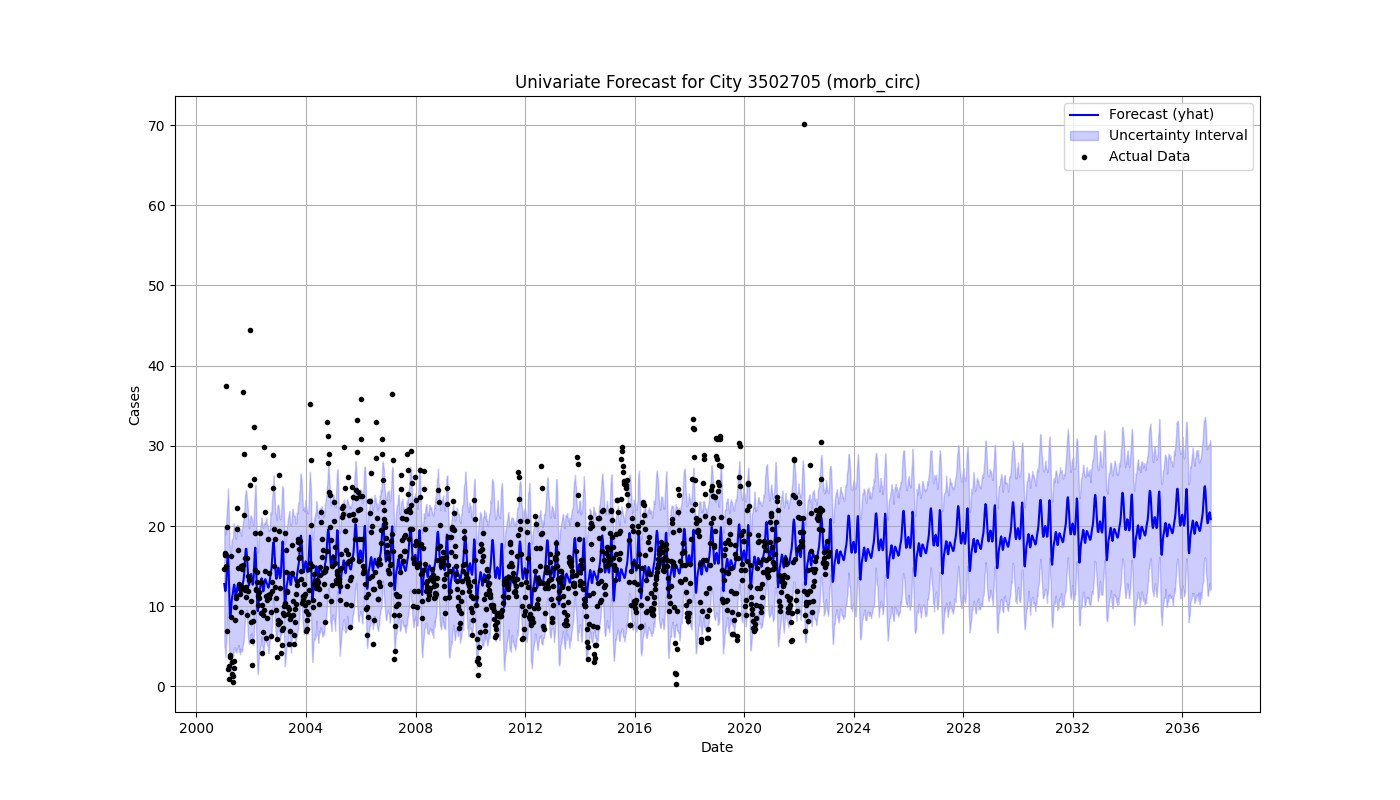 Univariate Forecast for City 3502705 (morb_circ)
Forecast (yhat)
Uncertainty Interval
Actual Data
Cases
70
60
50
40
30
20
10
0
2000 2004 2008 2012 2016 2020 2024 2028 2032 2036
Date